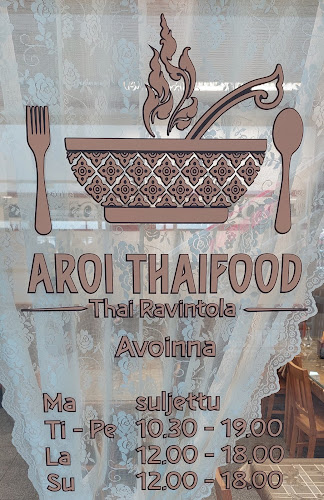 AROI THAIFOOD
Thai Ravintola
Avoinna
Ma suljettu
Ti - Pe 10.30 - 19.00
La 12.00 - 18.00
Su 12.00 - 18.00